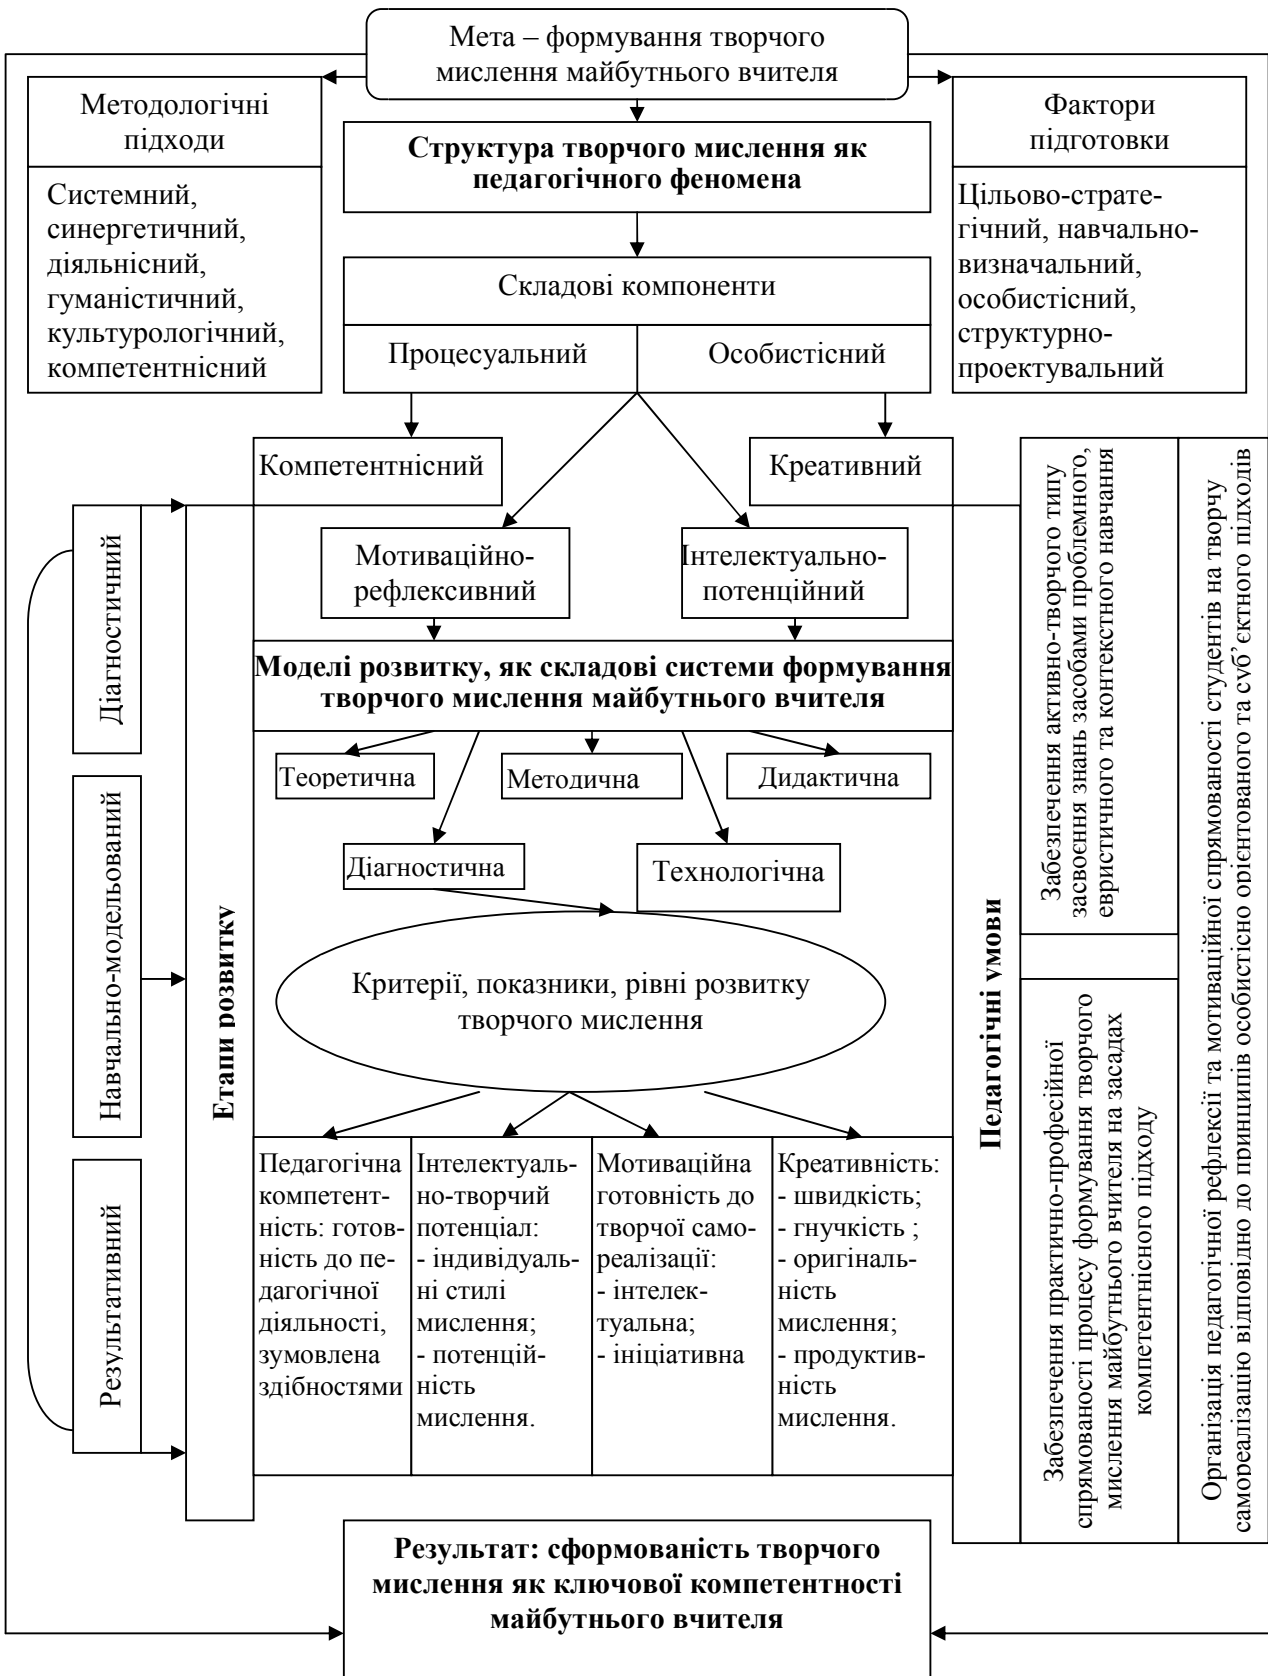 Мета – формування творчого
мислення майбутнього вчителя
Методологічні
підходи
Системний,
синергетичний,
діяльнісний,
гуманістичний,
культурологічний,
компетентнісний
Структура творчого мислення як
педагогічного феномена
Фактори
підготовки
Цільово-страте-
гічний, навчально-
визначальний,
особистісний,
структурно-
проектувальний
Складові компоненти
Процесуальний
Особистісний
Компетентнісний
Креативний
Мотиваційно-
рефлексивний
Інтелектуально-
потенційний
Моделі розвитку, як складові системи формування
творчого мислення майбутнього вчителя
Теоретична
Методична
Дидактична
Діагностична
Технологічна
Критерії, показники, рівні розвитку
творчого мислення
Діагностичний
Навчально-модельований
Результативний
Етапи розвитку
Педагогічна
компетент-
ність: готов-
ність до пе-
дагогічної
діяльності,
зумовлена
здібностями
Інтелектуаль-
но-творчий
потенціал:
- індивідуаль-
ні стилі
мислення;
- потенцій-
ність
мислення.
Мотиваційна
готовність до
творчої само-
реалізації:
- інтелек-
туальна;
- ініціативна
Креативність:
- швидкість;
- гнучкість ;
- оригіналь-
ність
мислення;
- продуктив-
ність
мислення.
Педагогічні умови
Забезпечення активно-творчого типу
засвоєння знань засобами проблемного,
евристичного та контекстного навчання
Забезпечення практично-професійної
спрямованості процесу формування творчого
мислення майбутнього вчителя на засадах
компетентнісного підходу
Організація педагогічної рефлексії та мотиваційної спрямованості студентів на творчу
самореалізацію відповідно до принципів особистісно орієнтованого та суб’єктного підходів
Результат: сформованість творчого
мислення як ключової компетентності
майбутнього вчителя